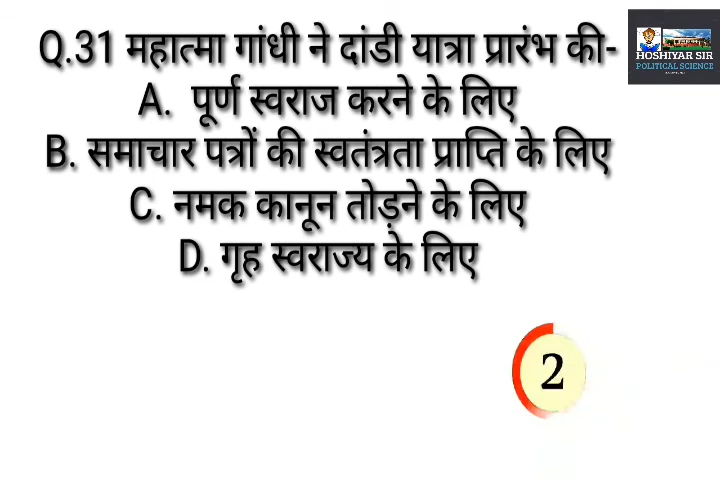 Q.31 महात्मा गांधी ने दांडी यात्रा प्रारंभ की-
A. पूर्ण स्वराज करने के लिए
B. समाचार पत्रों की स्वतंत्रता प्राप्ति के लिए
C. नमक कानून तोड़ने के लिए
D. गृह स्वराज्य के लिए
HOSHIYAR SIR
POLITICAL SCIENCE
2